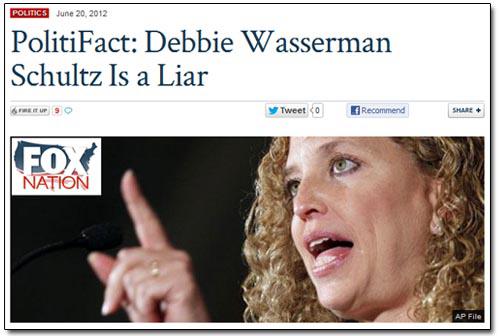 POLITICS June 20, 2012
PolitiFact: Debbie Wasserman
Schultz Is a Liar
FIRE IT UP 9 Tweet 0 Recommend SHARE +
FOX
NATION
AP File